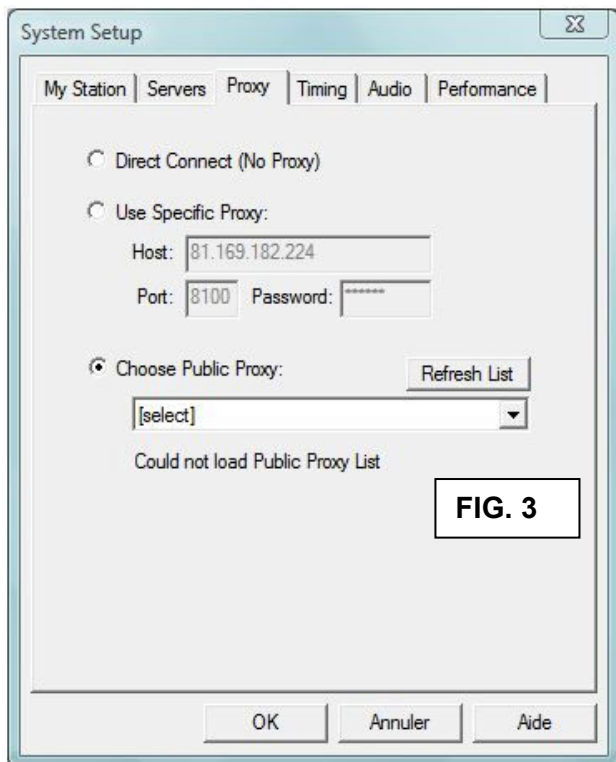 System Setup
My Station Servers Proxy Timing Audio Performance
Direct Connect (No Proxy)
Use Specific Proxy:
Host: 81.169.182.224
Port: 8100 Password: ******
Choose Public Proxy: Refresh List
[select]
Could not load Public Proxy List
FIG. 3
OK Annuler Aide